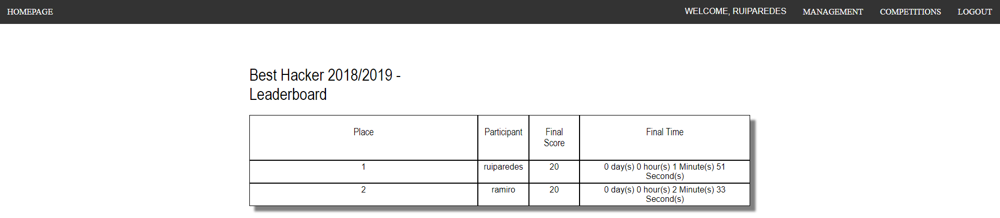 HOMEPAGE WELCOME, RUIPAREDES MANAGEMENT COMPETITIONS LOGOUT
Best Hacker 2018/2019 -
Leaderboard
Place Participant Final Score Final Time
1 ruiparedes 20 0 day(s) 0 hour(s) 1 Minute(s) 51
Second(s)
2 ramiro 20 0 day(s) 0 hour(s) 2 Minute(s) 33
Second(s)